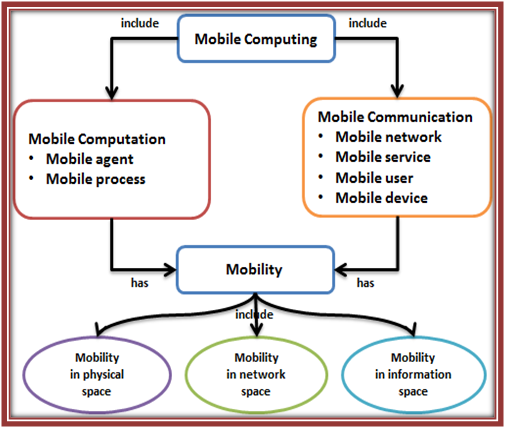 include
include
Mobile Computing
Mobile Computation
• Mobile agent
• Mobile process
Mobile Communication
• Mobile network
• Mobile service
• Mobile user
• Mobile device
has
Mobility
has
include
Mobility
in physical
space
Mobility
in network
space
Mobility
in information
space